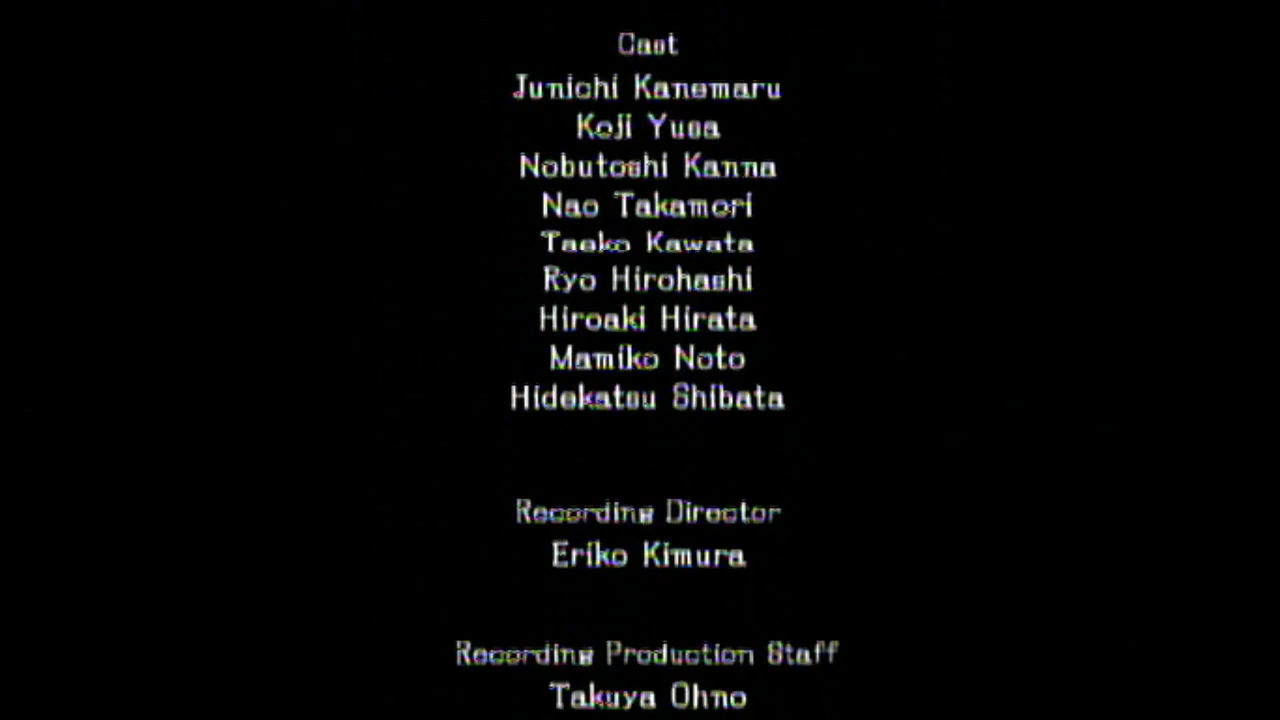 Cast
Junichi Kanemaru
Koji Yusa
Nobutoshi Kanna
Nao Takamori
Taeko Kawata
Ryo Hirohashi
Hiroaki Hirata
Mamiko Noto
Hidekatsu Shibata
Recording Director
Eriko Kimura
Recording Production Staff
Takuya Ohno